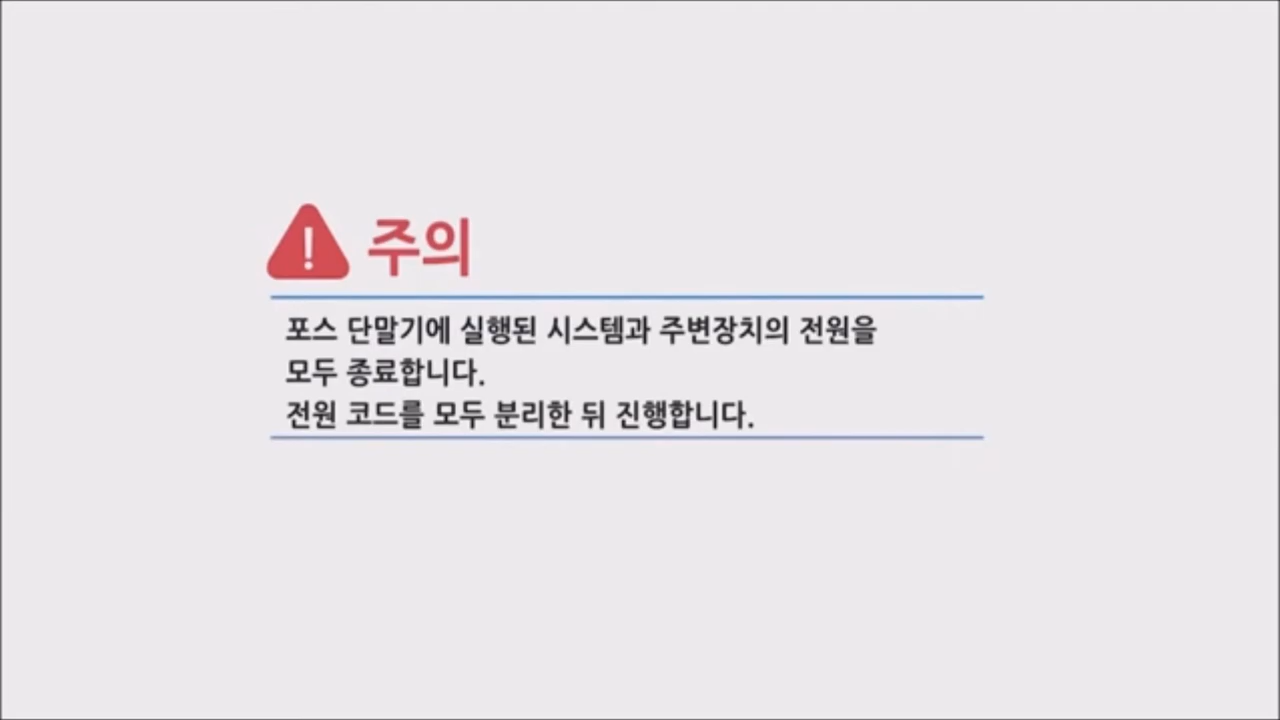 주의
포스 단말기에 실행된 시스템과 주변장치의 전원을
모두 종료합니다.
전원 코드를 모두 분리한 뒤 진행합니다.